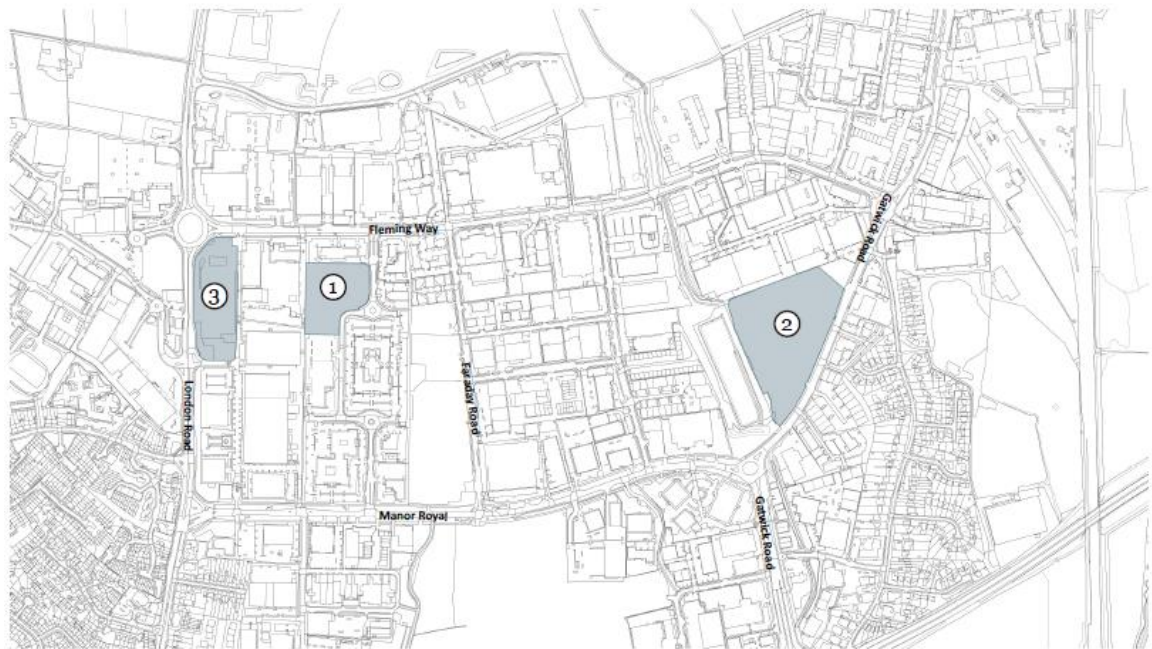 Gatwick Road
Fleming Way
1
3
2
Faraday Road
London Road
Manor Royal
Gatwick Road